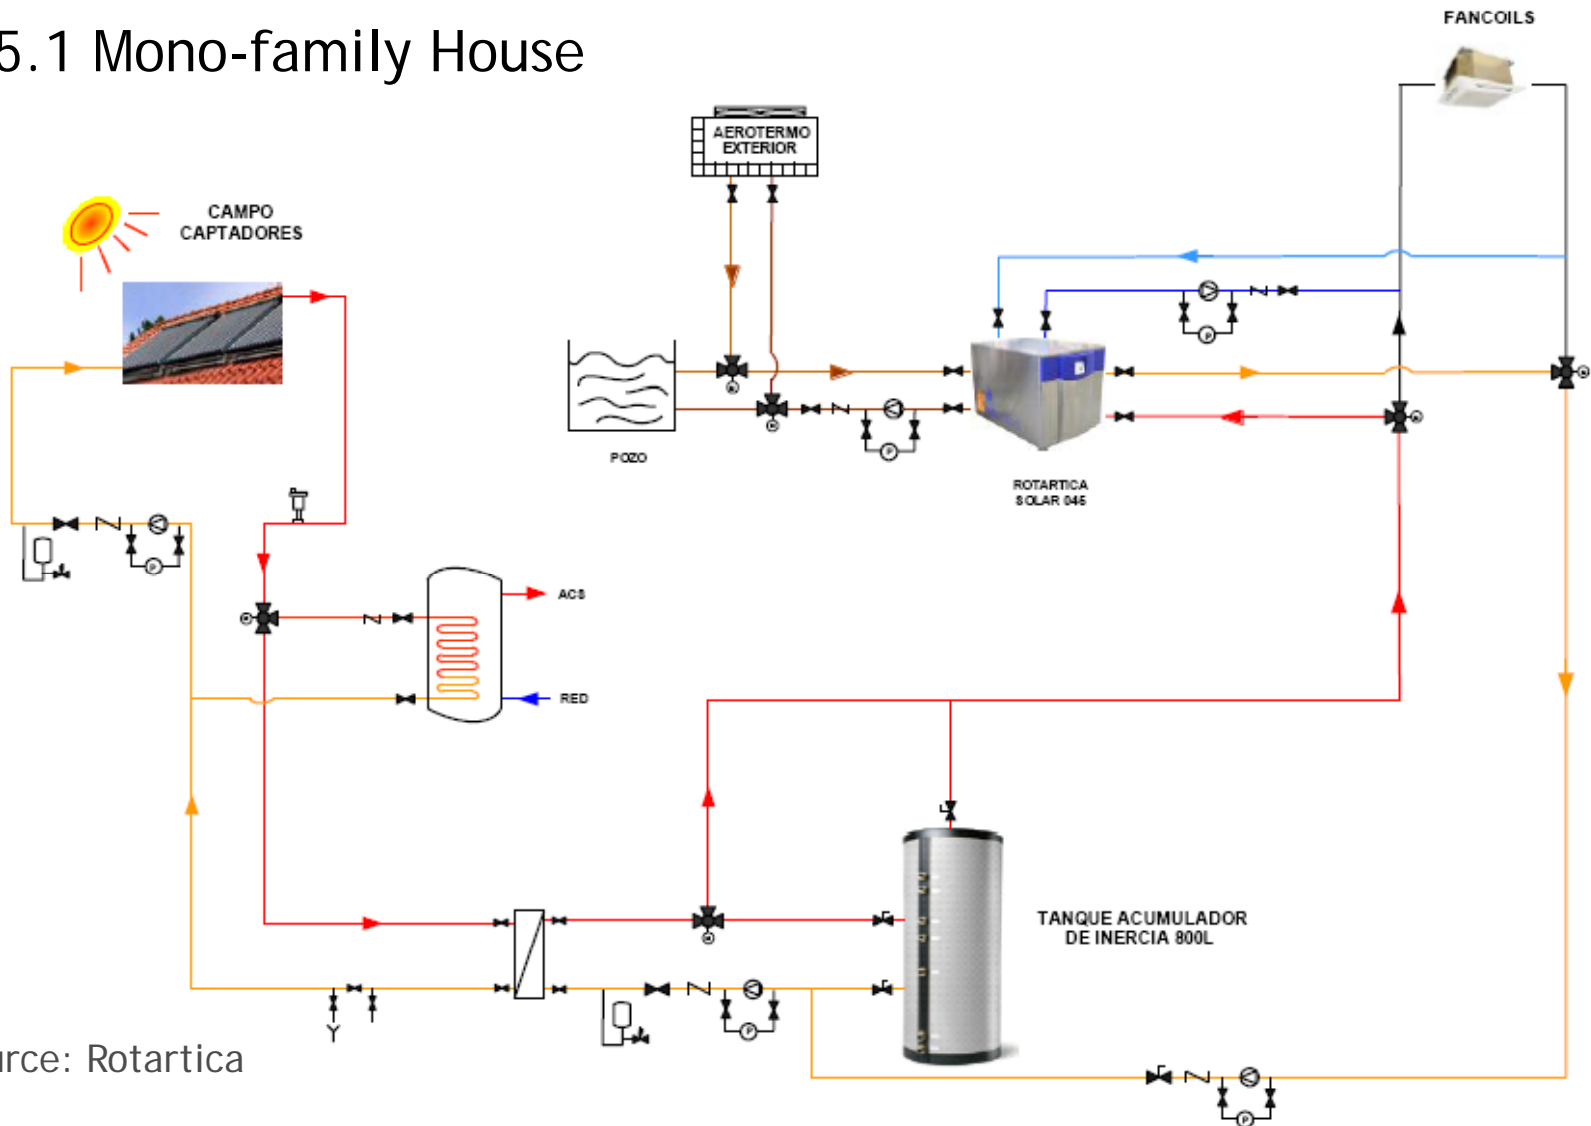 5.1 Mono-family House
FANCOILS
AEROTERMO
EXTERIOR
CAMPO
CAPTADORES
POZO
ROTARTICA
SOLAR 045
ACS
RED
TANQUE ACUMULADOR
DE INERCIA 800L
urce: Rotartica
P
P
P
P
P